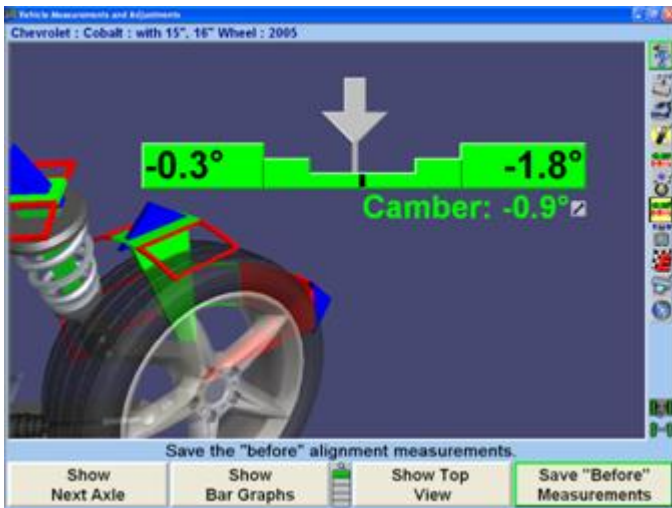 Vehicle Measurements and Adjustments
Chevrolet : Cobalt : with 15", 16" Wheel : 2005
-0.3°
-1.8°
Camber: -0.9°
Save the "before" alignment measurements.
Show
Next Axle
Show
Bar Graphs
Show Top
View
Save "Before"
Measurements